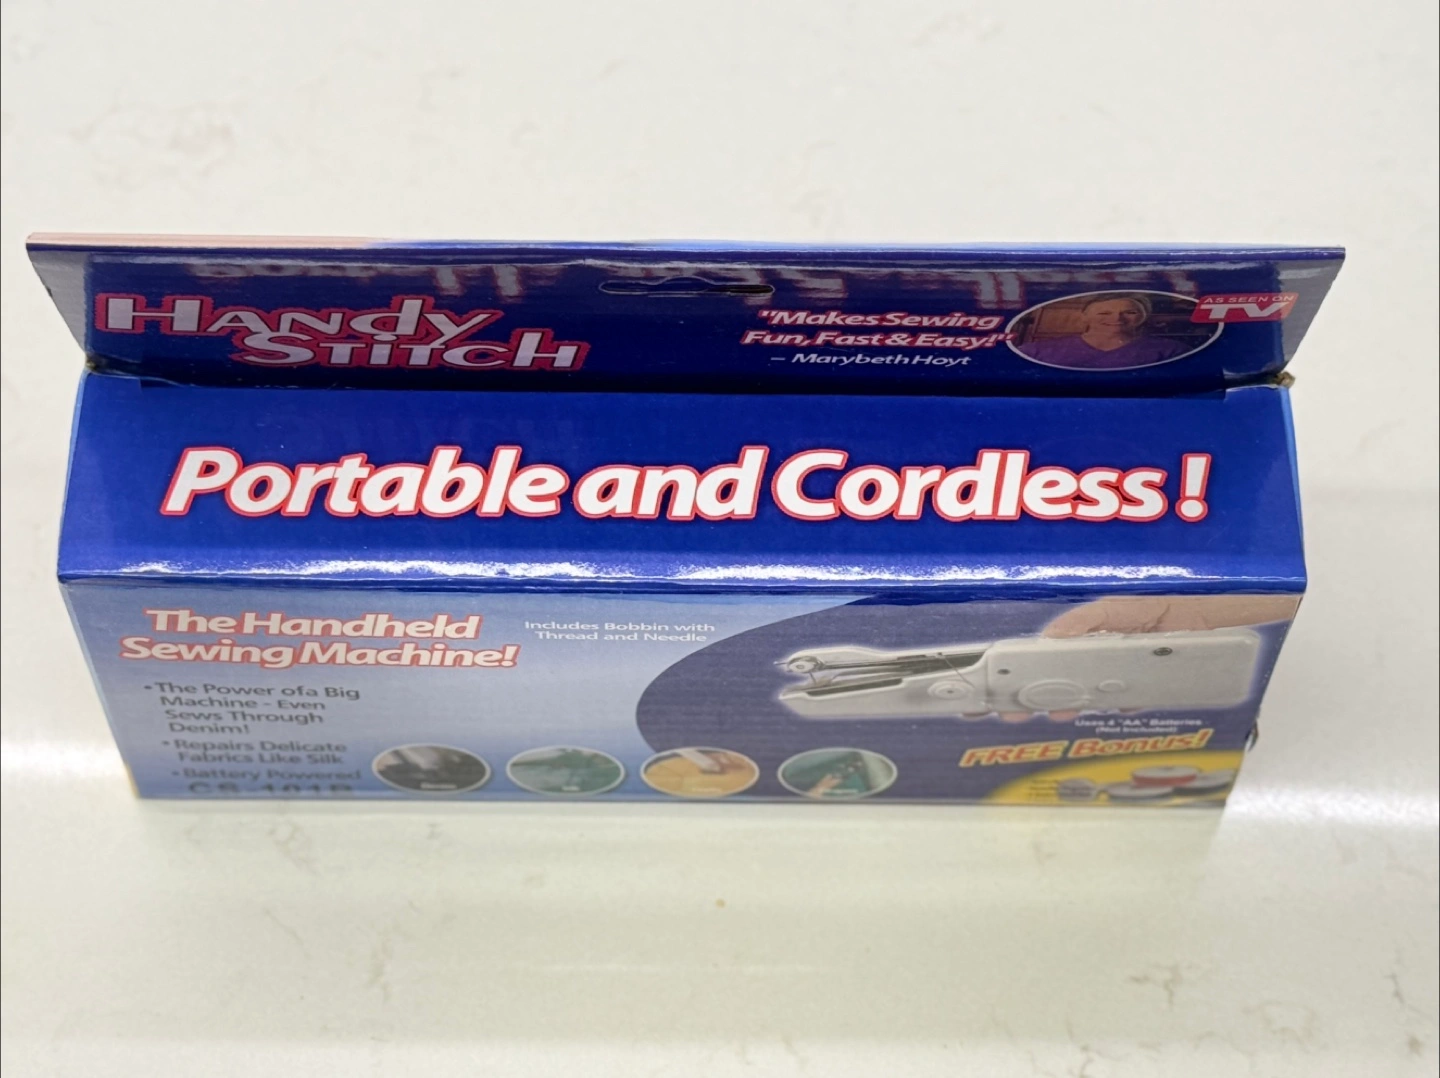 Handy
Stitch
"Makes Sewing
Fun, Fast & Easy!"
– Marybeth Hoyt
AS SEEN ON
TV
Portable and Cordless!
The Handheld
Sewing Machine!
Includes Bobbin with
Thread and Needle
• The Power of a Big
Machine - Even
Sews Through
Denim!
• Repairs Delicate
Fabrics Like Silk
• Battery Powered
CS-101B
Uses 4 "AA" Batteries
(Not Included)
FREE Bonus!